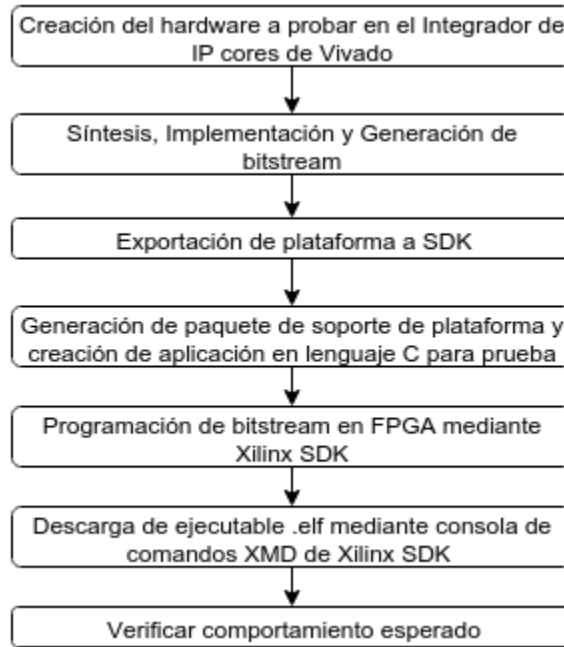 Creación del hardware a probar en el Integrador de
IP cores de Vivado
Síntesis, Implementación y Generación de
bitstream
Exportación de plataforma a SDK
Generación de paquete de soporte de plataforma y
creación de aplicación en lenguaje C para prueba
Programación de bitstream en FPGA mediante
Xilinx SDK
Descarga de ejecutable .elf mediante consola de
comandos XMD de Xilinx SDK
Verificar comportamiento esperado